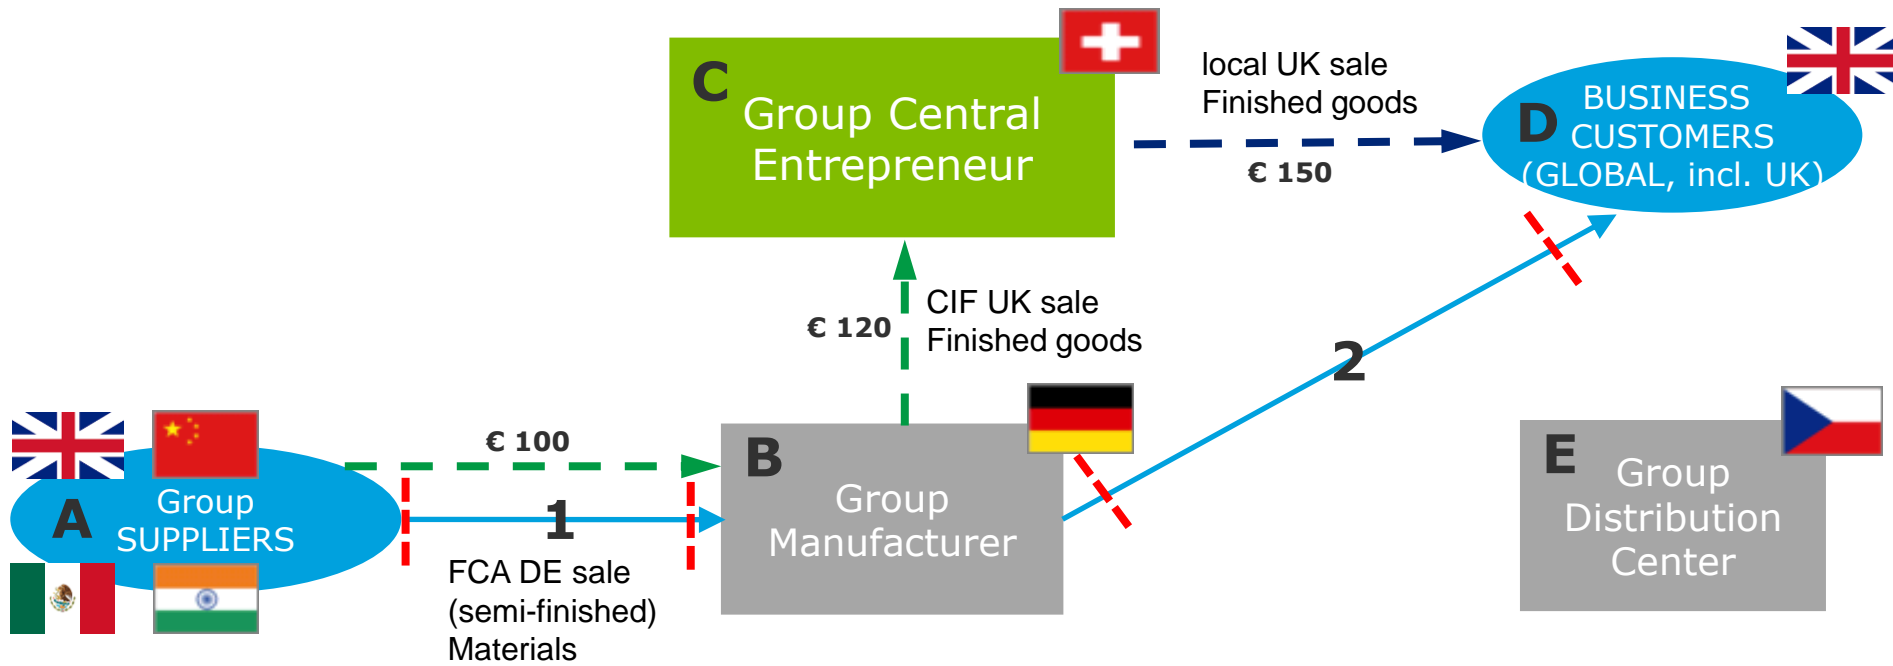 C
Group Central
Entrepreneur
local UK sale
Finished goods
€ 150
D
BUSINESS
CUSTOMERS
(GLOBAL, incl. UK)
€ 120
CIF UK sale
Finished goods
2
A
Group
SUPPLIERS
€ 100
1
FCA DE sale
(semi-finished)
Materials
B
Group
Manufacturer
E
Group
Distribution
Center